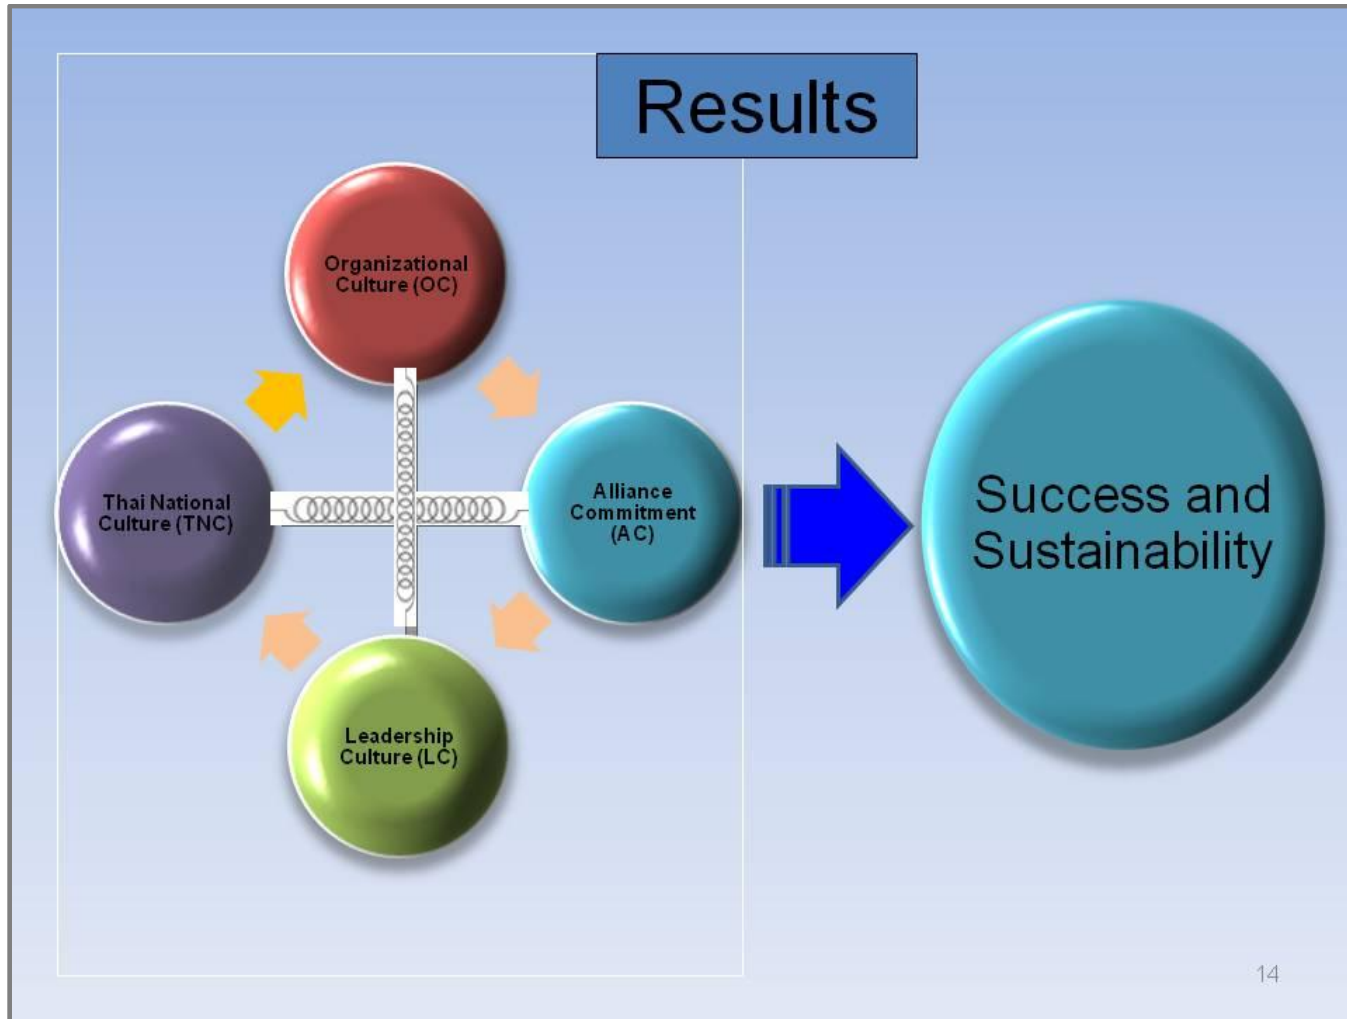 Results
Organizational
Culture (OC)
Thai National
Culture (TNC)
Alliance
Commitment
(AC)
Leadership
Culture (LC)
Success and
Sustainability
14